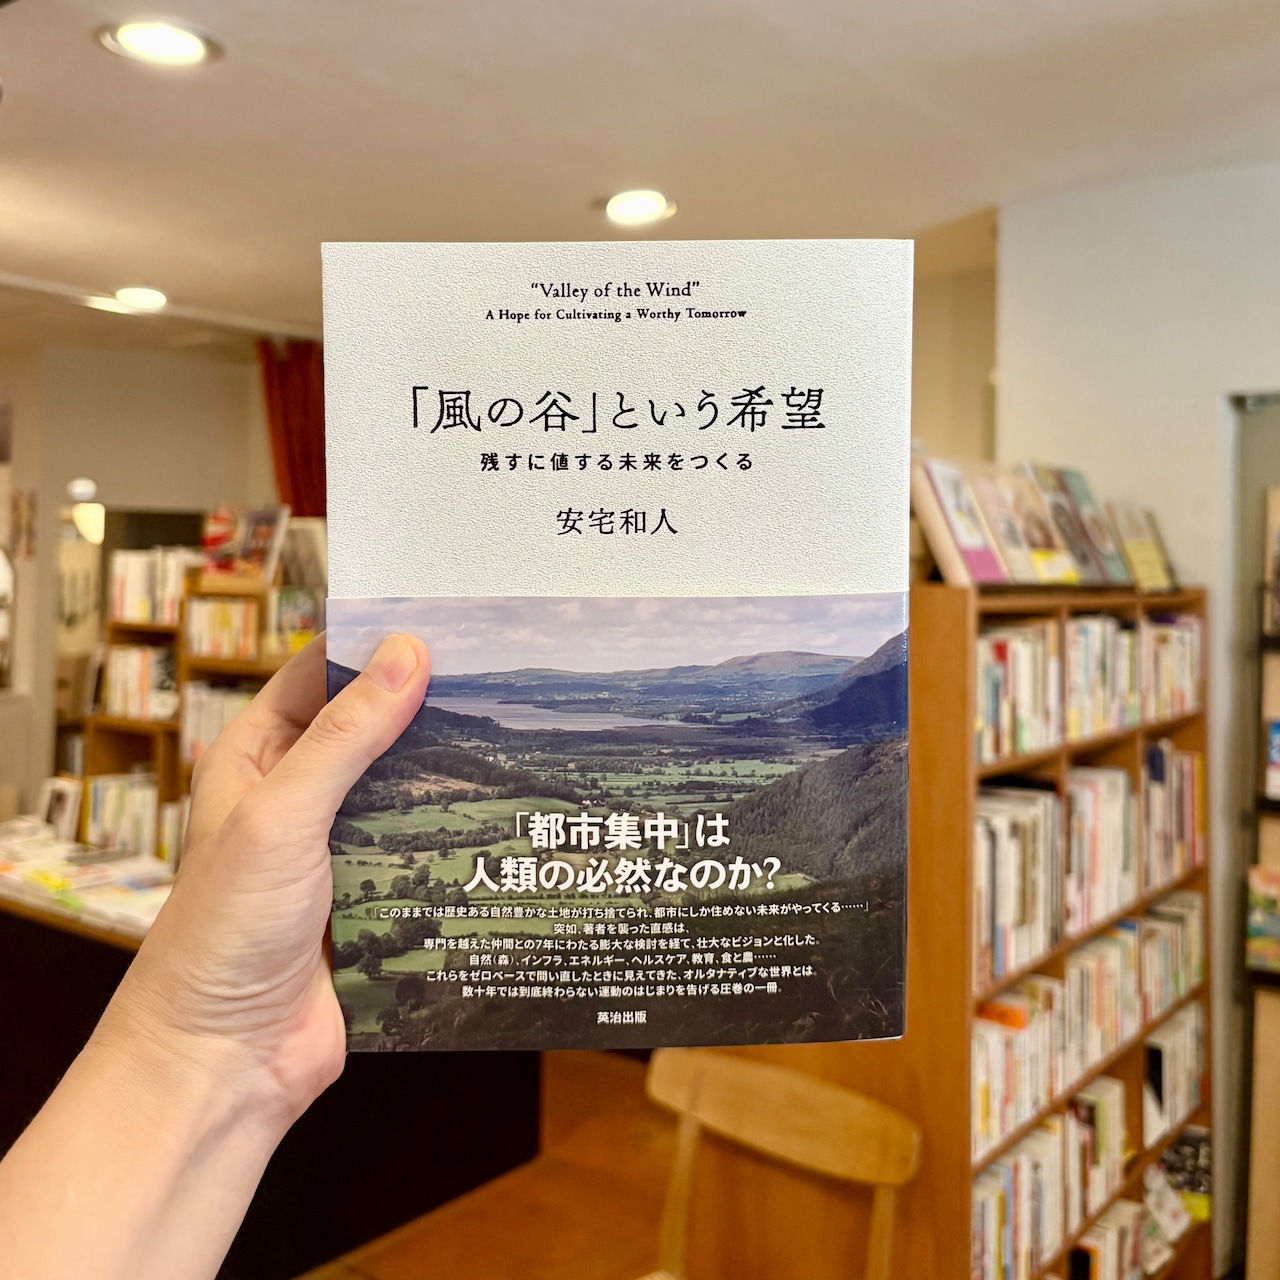 “Valley of the Wind”
A Hope for Cultivating a Worthy Tomorrow
「風の谷」という希望
残すに値する未来をつくる
安宅和人
「都市集中」は
人類の必然なのか?
「このままでは歴史ある自然豊かな土地が打ち捨てられ、都市にしか住めない未来がやってくる……」
突如、著者を襲った直感は、
専門を越えた仲間との7年にわたる膨大な検討を経て、壮大なビジョンと化した。
自然(森)、インフラ、エネルギー、ヘルスケア、教育、食と農……
これらをゼロベースで問い直したときに見えてきた、オルタナティブな世界とは。
数十年では到底終わらない運動のはじまりを告げる圧巻の一冊。
英治出版